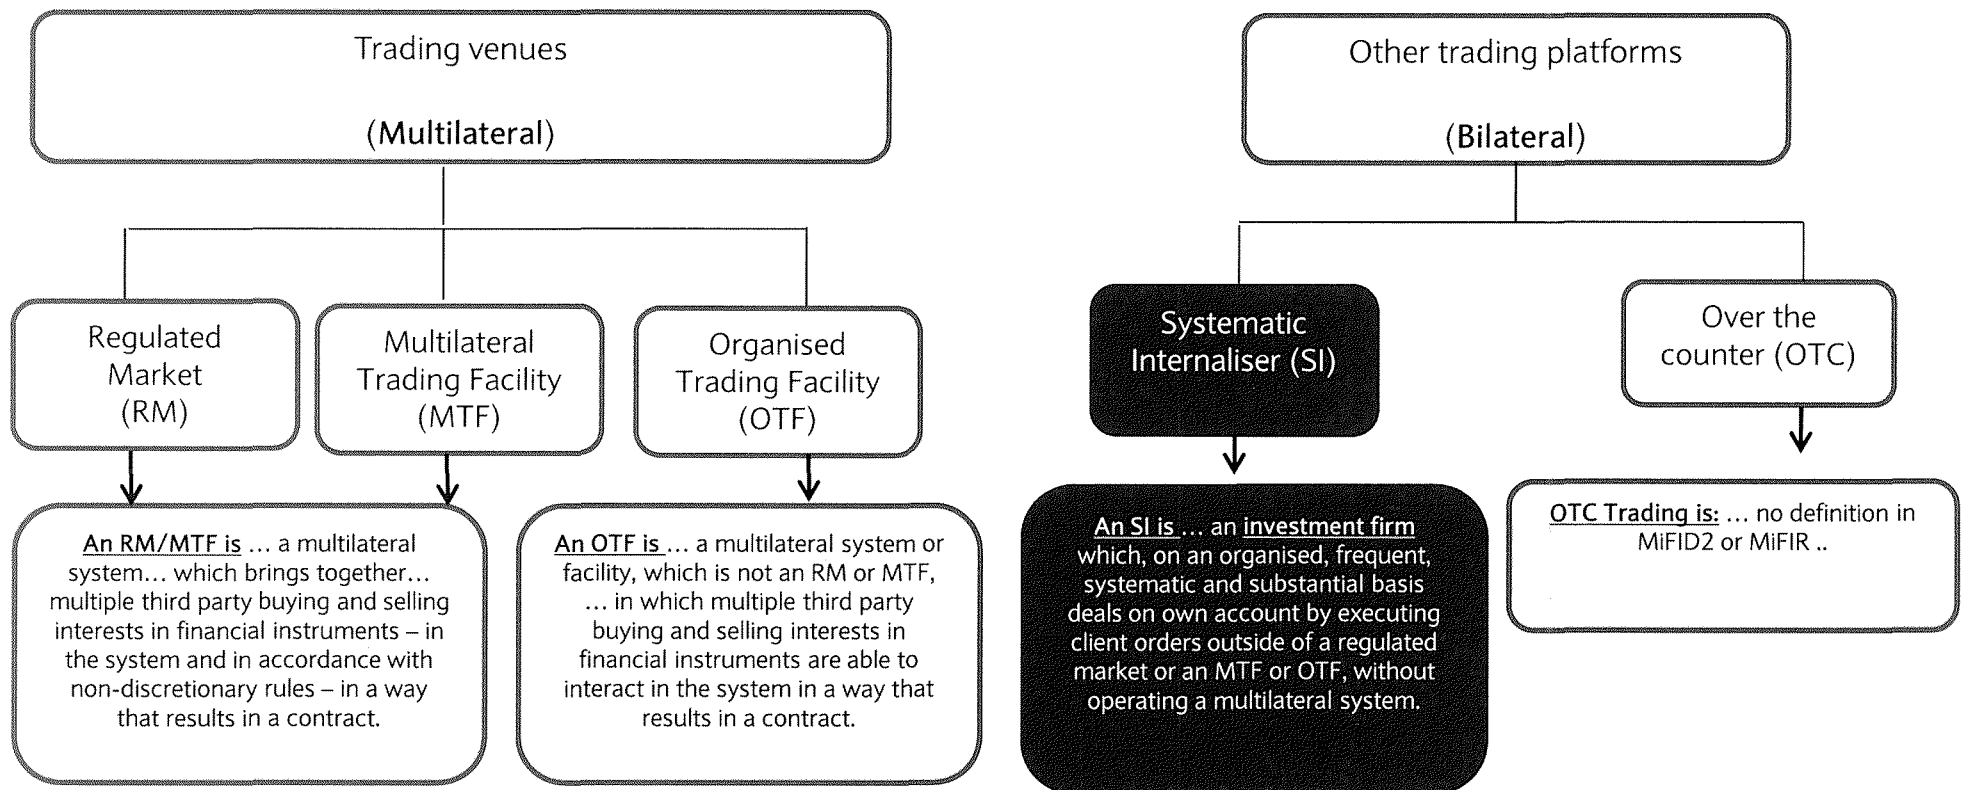 Trading venues
(Multilateral)
Other trading platforms
(Bilateral)
Regulated
Market
(RM)
Multilateral
Trading Facility
(MTF)
Organised
Trading Facility
(OTF)
Systematic
Internaliser (SI)
Over the
counter (OTC)
An RM/MTF is ... a multilateral
system... which brings together...
multiple third party buying and selling
interests in financial instruments – in
the system and in accordance with
non-discretionary rules – in a way
that results in a contract.
An OTF is ... a multilateral system or
facility, which is not an RM or MTF,
... in which multiple third party
buying and selling interests in
financial instruments are able to
interact in the system in a way that
results in a contract.
An SI is ... an investment firm
which, on an organised, frequent,
systematic and substantial basis
deals on own account by executing
client orders outside of a regulated
market or an MTF or OTF, without
operating a multilateral system.
OTC Trading is: ... no definition in
MiFID2 or MiFIR ..